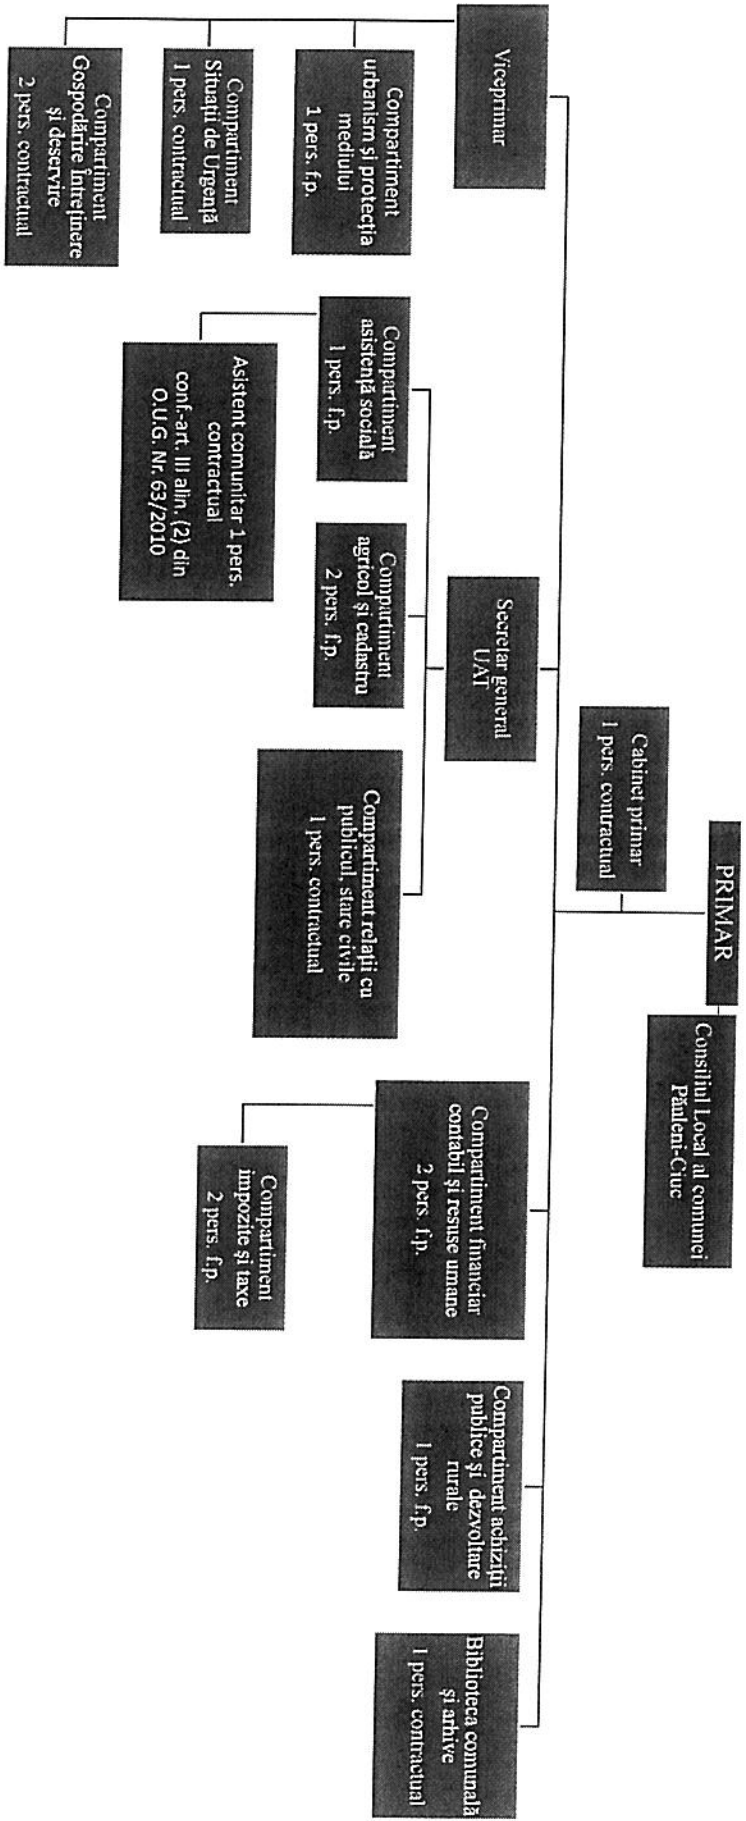 PRIMAR
Consiliul Local al comunei
Păuleni-Ciuc
Cabinet primar
1 pers. contractual
Viceprimar
Secretar general
UAT
Compartiment financiar
contabil și resuse umane
2 pers. f.p.
Compartiment achiziții
publice și dezvoltare
rurale
1 pers. f.p.
Biblioteca comunală
și arhive
1 pers. contractual
Compartiment
urbanism și protecția
mediului
1 pers. f.p.
Compartiment
Situații de Urgență
1 pers. contractual
Compartiment
Gospodărire Întreținere
și deservire
2 pers. contractual
Compartiment
asistență socială
1 pers. f.p.
Asistent comunitar 1 pers.
contractual
conf.-art. III alin. (2) din
O.U.G. Nr. 63/2010
Compartiment
agricol și cadastru
2 pers. f.p.
Compartiment relații cu
publicul, stare civile
1 pers. contractual
Compartiment
impozite și taxe
2 pers. f.p.